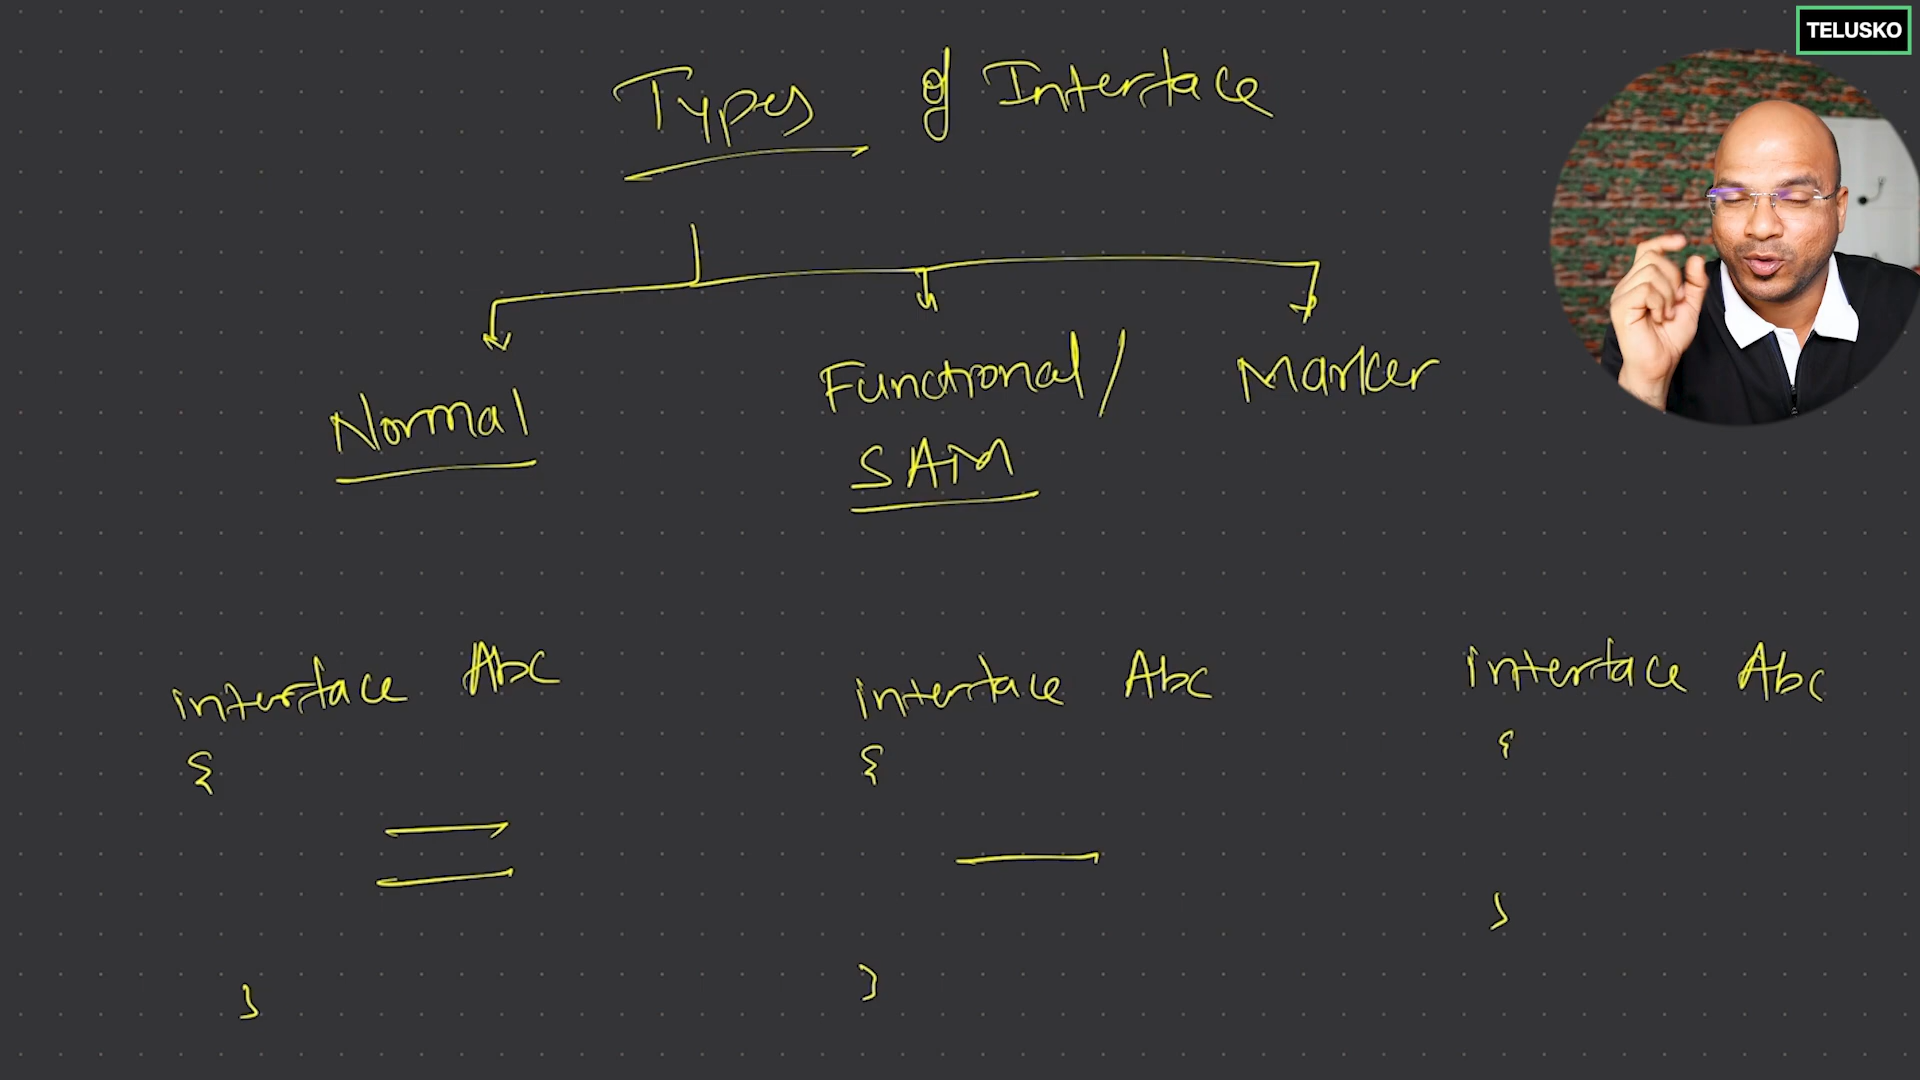 TELUSKO
Types of Interface
Normal
Functional/
SAM
Marker
interface Abc
{
}
interface Abc
{
}
interface Abc
{
}